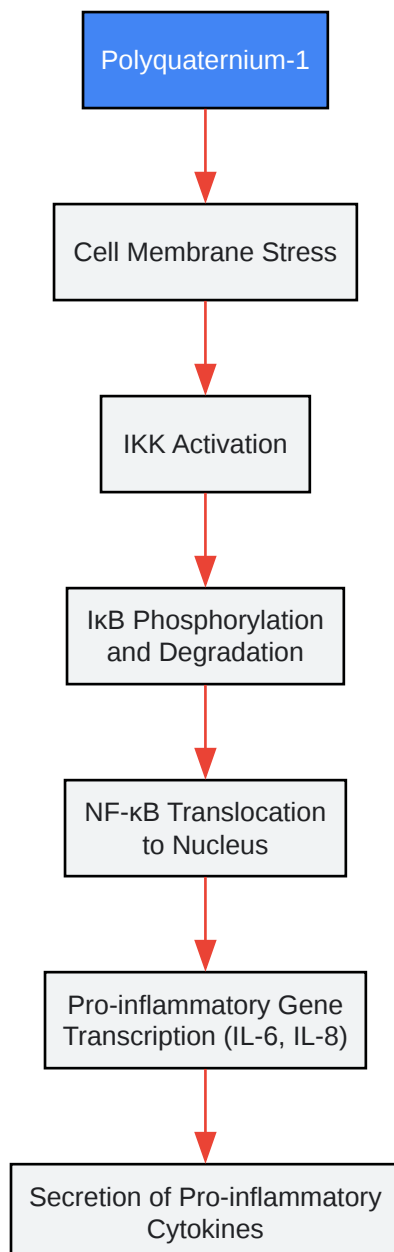 Polyquaternium-1
Cell Membrane Stress
IKK Activation
IκB Phosphorylation
and Degradation
NF-κB Translocation
to Nucleus
Pro-inflammatory Gene
Transcription (IL-6, IL-8)
Secretion of Pro-inflammatory
Cytokines